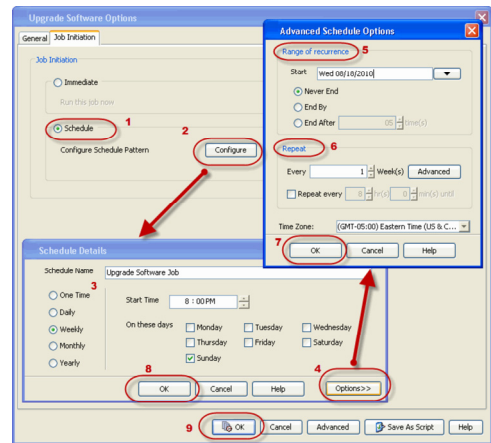 Upgrade Software Options
General Job Initiation
Job Initiation
Immediate
Run this job now
1
Schedule
2
Configure Schedule Pattern
Configure
Advanced Schedule Options
Range of recurrence 5
Start Wed 08/18/2010
Never End
End By
End After 05 time(s)
Repeat 6
Every 1 Week(s) Advanced
Repeat every 8 hr(s) 0 min(s) until
Time Zone: (GMT-05:00) Eastern Time (US & C...
7
OK Cancel Help
Schedule Details
Schedule Name Upgrade Software Job
3
One Time
Daily
Weekly
Monthly
Yearly
Start Time 8 : 00 PM
On these days
Monday Tuesday Wednesday
Thursday Friday Saturday
Sunday
8
4
OK Cancel Help Options>>
9
OK Cancel Advanced Save As Script Help